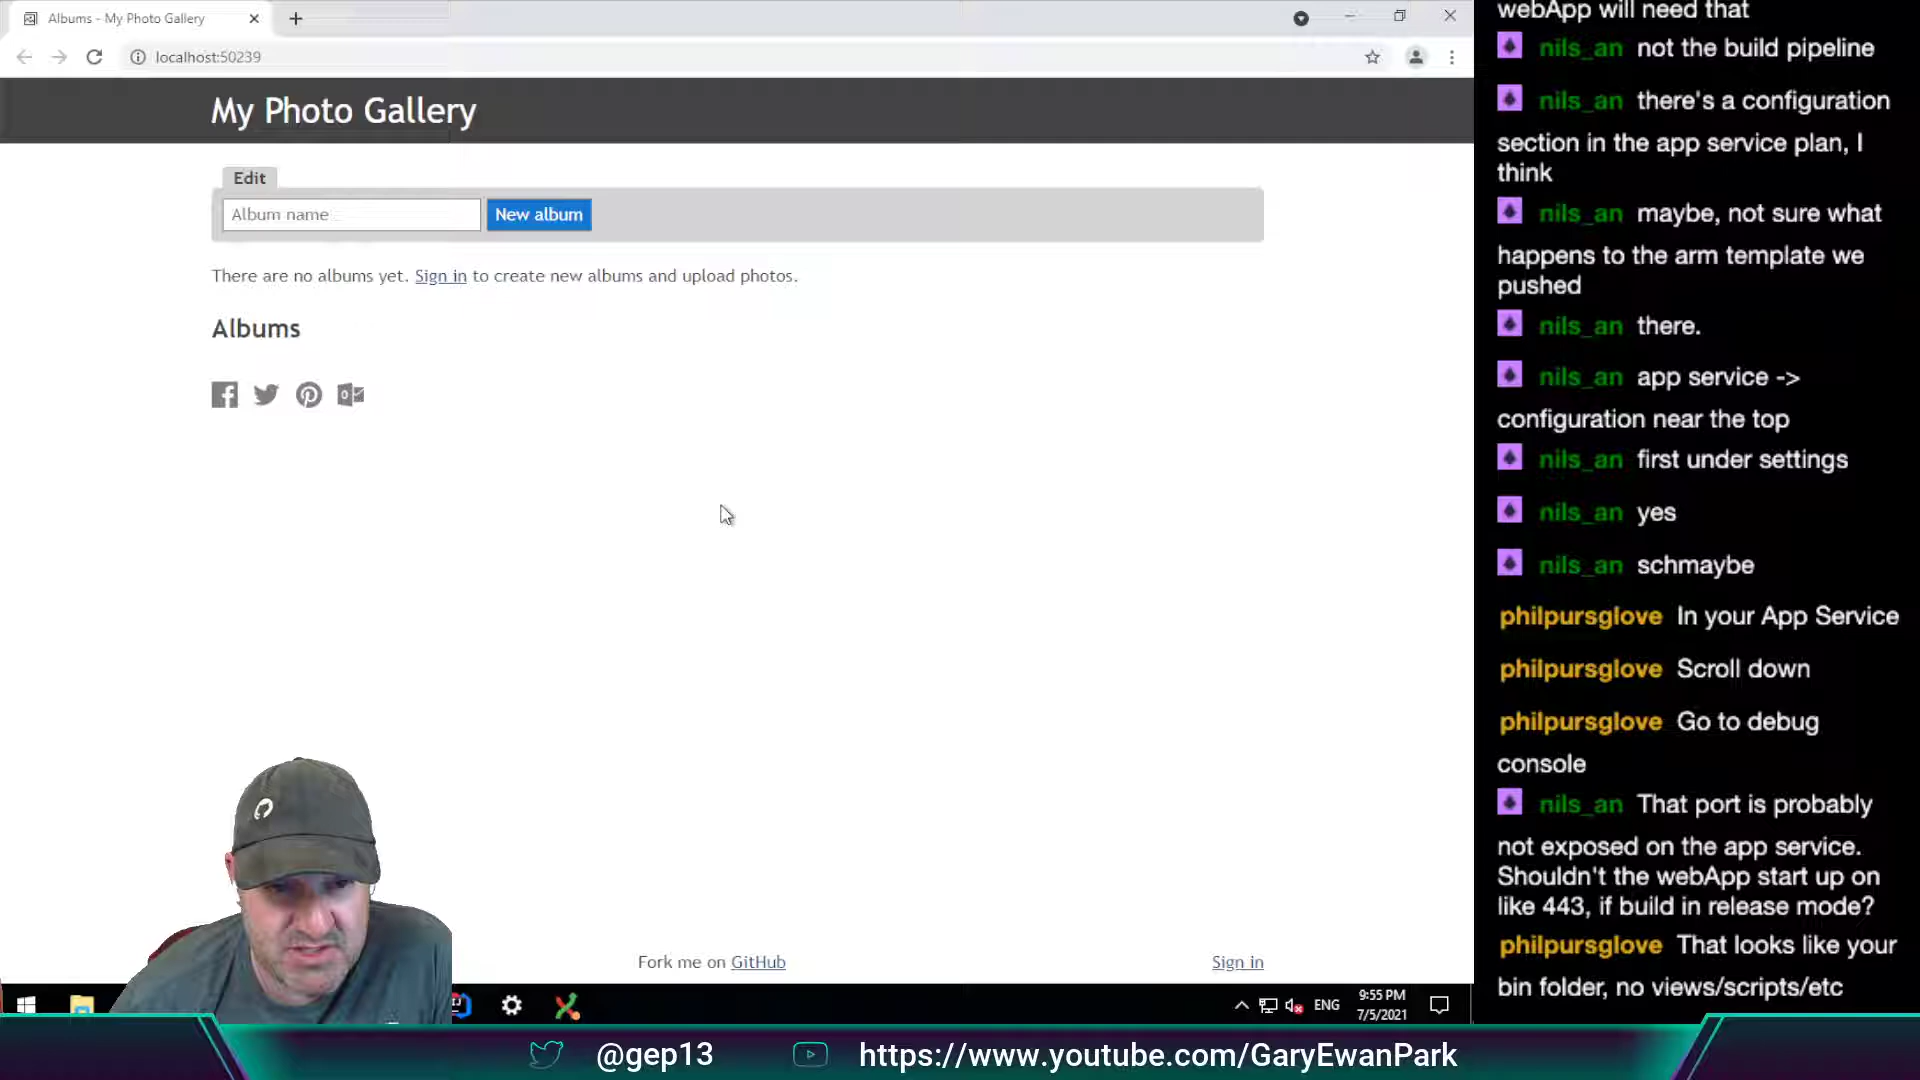 Albums - My Photo Gallery
localhost:50239
My Photo Gallery
Edit
Album name
New album
There are no albums yet. Sign in to create new albums and upload photos.
Albums
Fork me on GitHub
Sign in
ENG
9:55 PM
7/5/2021
webApp will need that
nils_an not the build pipeline
nils_an there's a configuration
section in the app service plan, I
think
nils_an maybe, not sure what
happens to the arm template we
pushed
nils_an there.
nils_an app service ->
configuration near the top
nils_an first under settings
nils_an yes
nils_an schmaybe
philpursglove In your App Service
philpursglove Scroll down
philpursglove Go to debug
console
nils_an That port is probably
not exposed on the app service.
Shouldn't the webApp start up on
like 443, if build in release mode?
philpursglove That looks like your
bin folder, no views/scripts/etc
@gep13
https://www.youtube.com/GaryEwanPark